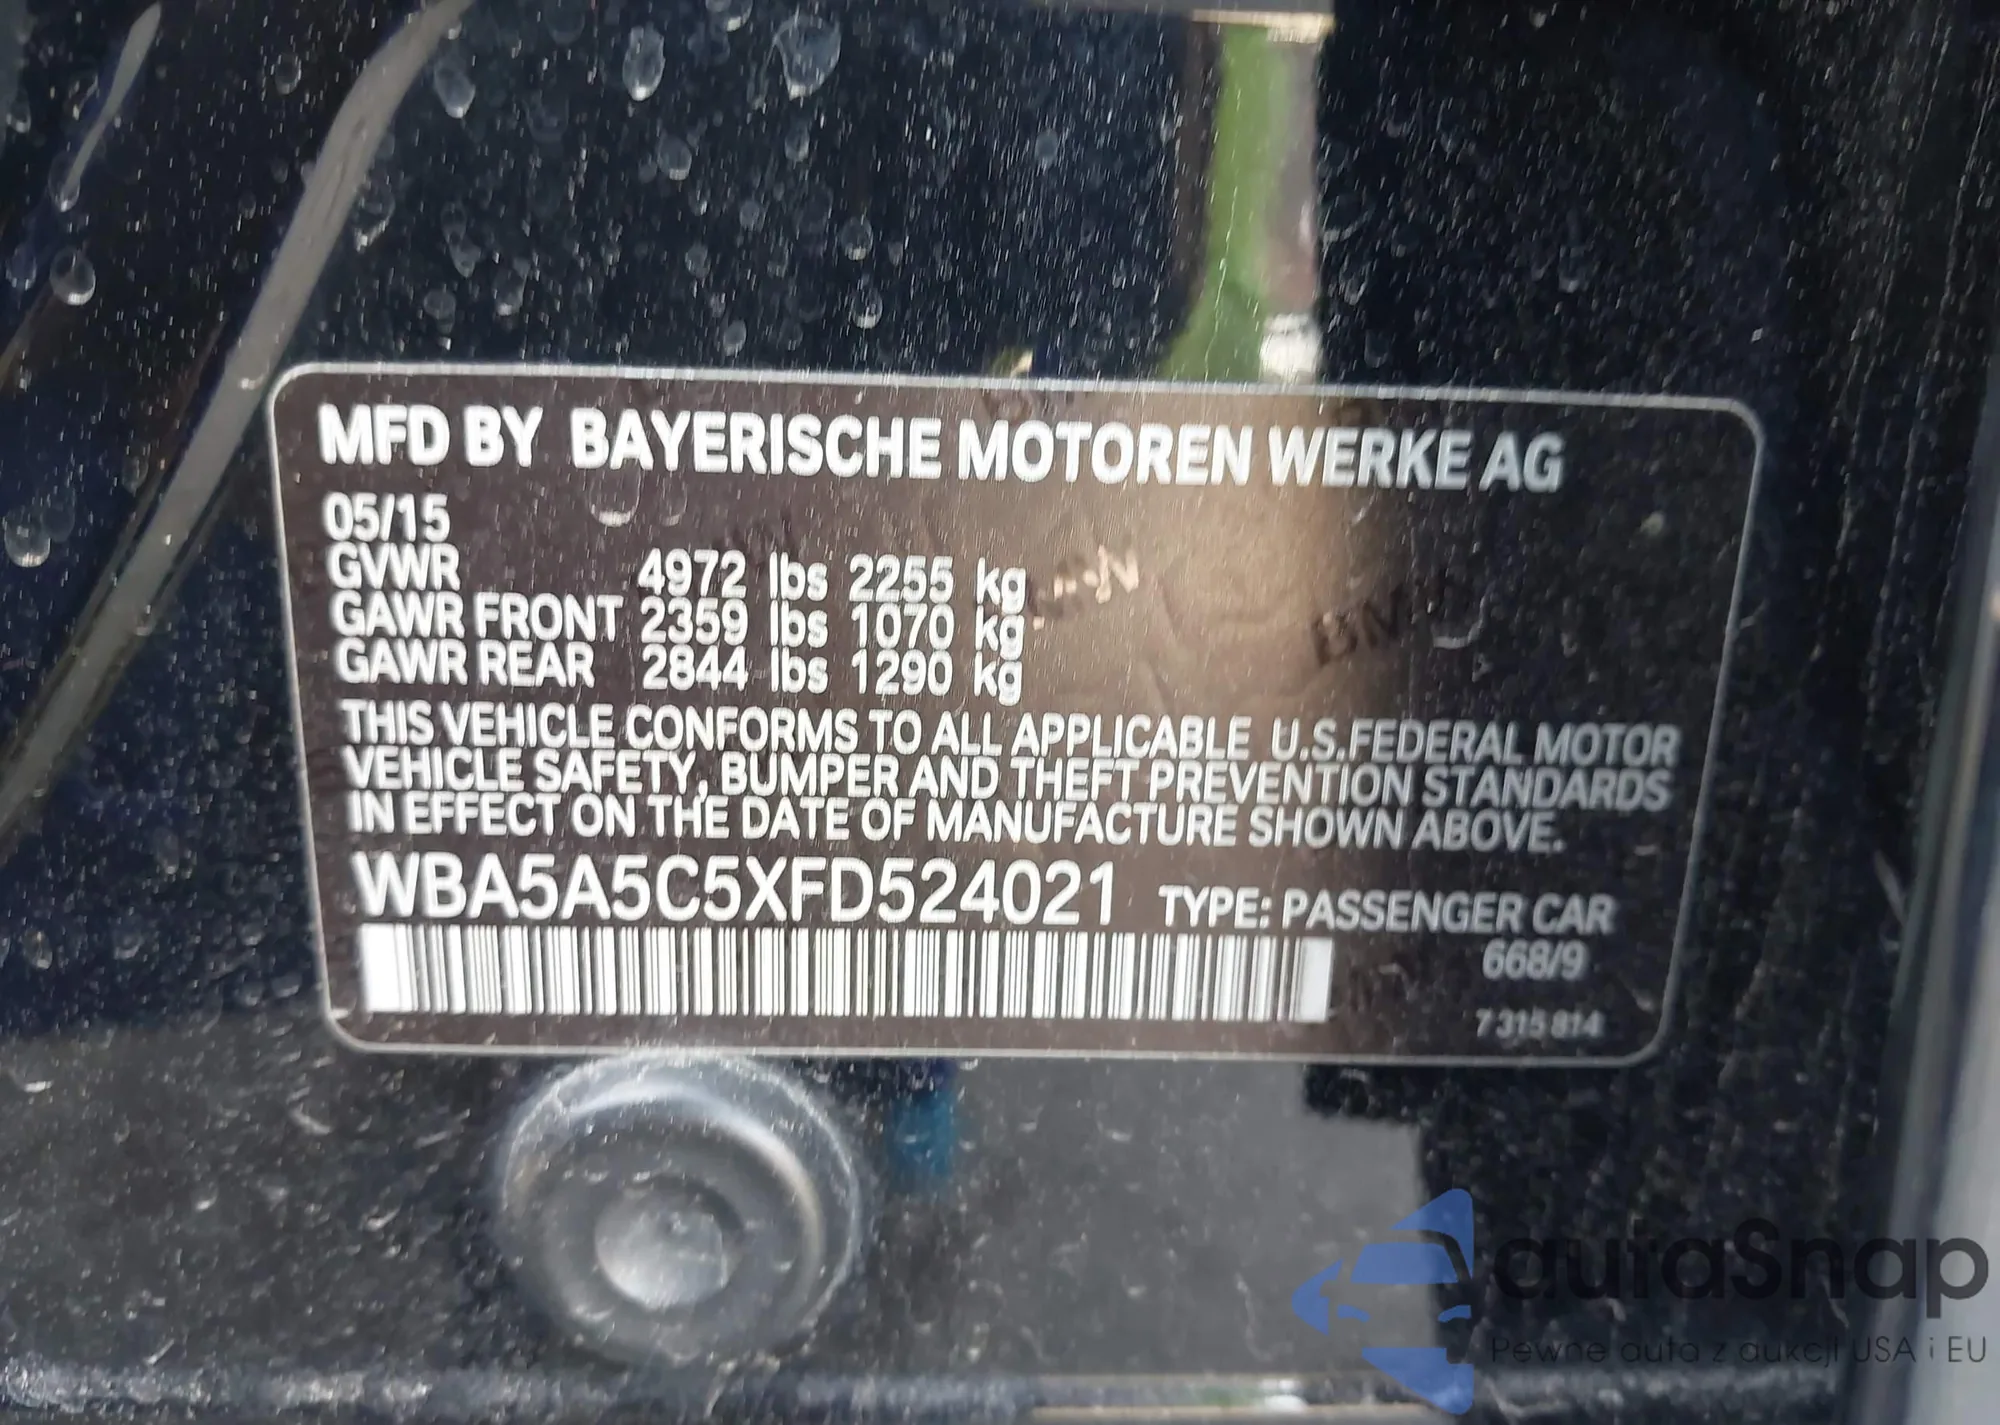 MFD BY BAYERISCHE MOTOREN WERKE AG
05/15
GVWR 4972 lbs 2255 kg
GAWR FRONT 2359 lbs 1070 kg
GAWR REAR 2844 lbs 1290 kg
THIS VEHICLE CONFORMS TO ALL APPLICABLE U.S.FEDERAL MOTOR
VEHICLE SAFETY, BUMPER AND THEFT PREVENTION STANDARDS
IN EFFECT ON THE DATE OF MANUFACTURE SHOWN ABOVE.
WBA5A5C5XFD524021 TYPE: PASSENGER CAR
668/9
7 315 814
autaSnap
Pewne auta z aukcji USA i EU